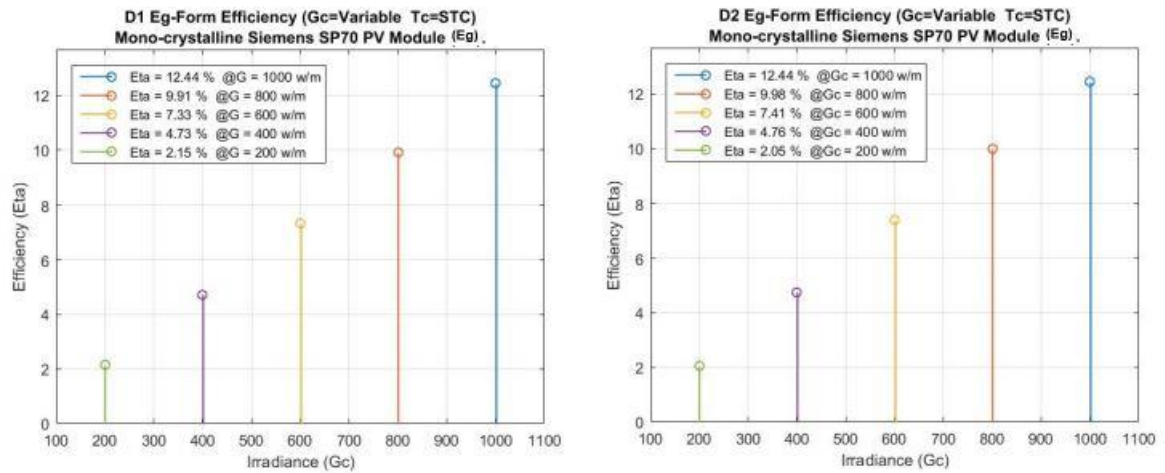 D1 Eg-Form Efficiency (Gc=Variable Tc=STC)
Mono-crystalline Siemens SP70 PV Module (Eg).
Eta = 12.44 % @G = 1000 w/m
Eta = 9.91 % @G = 800 w/m
Eta = 7.33 % @G = 600 w/m
Eta = 4.73 % @G = 400 w/m
Eta = 2.15 % @G = 200 w/m
Efficiency (Eta)
12
10
8
6
4
2
0
100 200 300 400 500 600 700 800 900 1000 1100
Irradiance (Gc)
D2 Eg-Form Efficiency (Gc=Variable Tc=STC)
Mono-crystalline Siemens SP70 PV Module (Eg).
Eta = 12.44 % @Gc = 1000 w/m
Eta = 9.98 % @Gc = 800 w/m
Eta = 7.41 % @Gc = 600 w/m
Eta = 4.76 % @Gc = 400 w/m
Eta = 2.05 % @Gc = 200 w/m
Efficiency (Eta)
12
10
8
6
4
2
0
100 200 300 400 500 600 700 800 900 1000 1100
Irradiance (Gc)